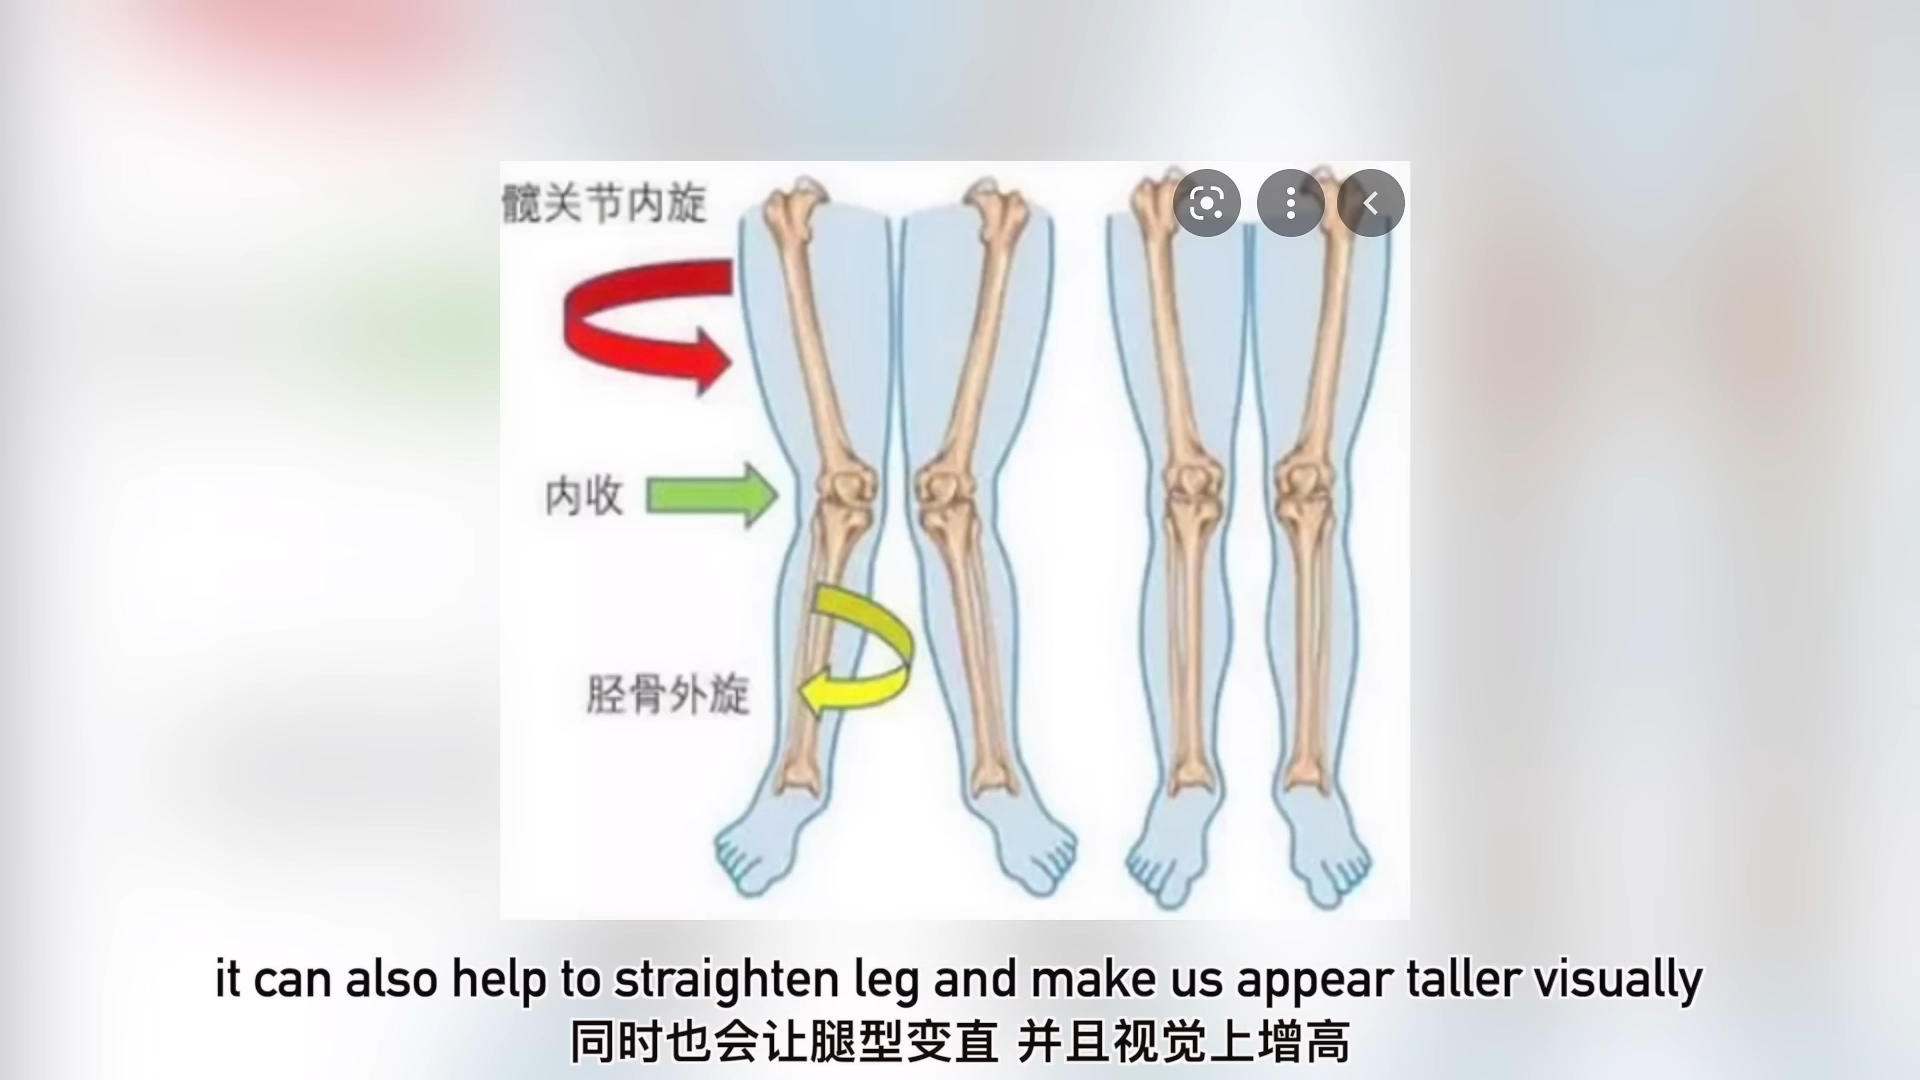 髋关节内旋
内收
胫骨外旋
it can also help to straighten leg and make us appear taller visually
同时也会让腿型变直 并且视觉上增高